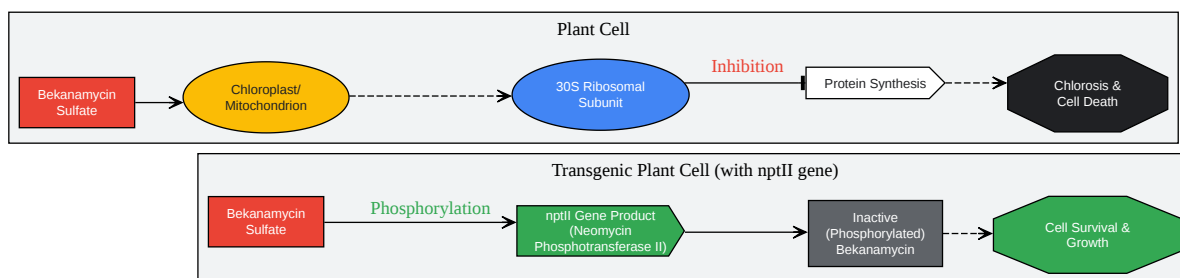 Plant Cell
Bekanamycin
Sulfate
Chloroplast/
Mitochondrion
30S Ribosomal
Subunit
Inhibition
Protein Synthesis
Chlorosis &
Cell Death
Transgenic Plant Cell (with nptII gene)
Bekanamycin
Sulfate
Phosphorylation
nptII Gene Product
(Neomycin
Phosphotransferase II)
Inactive
(Phosphorylated)
Bekanamycin
Cell Survival &
Growth